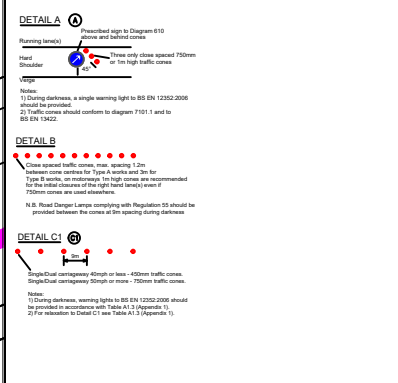 DETAIL A A
Prescribed sign to Diagram 610
above and behind cones
Running lane(s)
Three only close spaced 750mm
or 1m high traffic cones
Hard
Shoulder
45°
Verge
Notes:
1) During darkness, a single warning light to BS EN 12352:2006
should be provided.
2) Traffic cones should conform to diagram 7101.1 and to
BS EN 13422.
DETAIL B
Close spaced traffic cones, max. spacing 1.2m
between cone centres for Type A works and 3m for
Type B works, on motorways 1m high cones are recommended
for the initial closures of the right hand lane(s) even if
750mm cones are used elsewhere.
N.B. Road Danger Lamps complying with Regulation 55 should be
provided between the cones at 9m spacing during darkness
DETAIL C1 C1
9m
Single/Dual carriageway 40mph or less - 450mm traffic cones.
Single/Dual carriageway 50mph or more - 750mm traffic cones.
Notes:
1) During darkness, warning lights to BS EN 12352:2006 should
be provided in accordance with Table A1.3 (Appendix 1).
2) For relaxation to Detail C1 see Table A1.3 (Appendix 1).